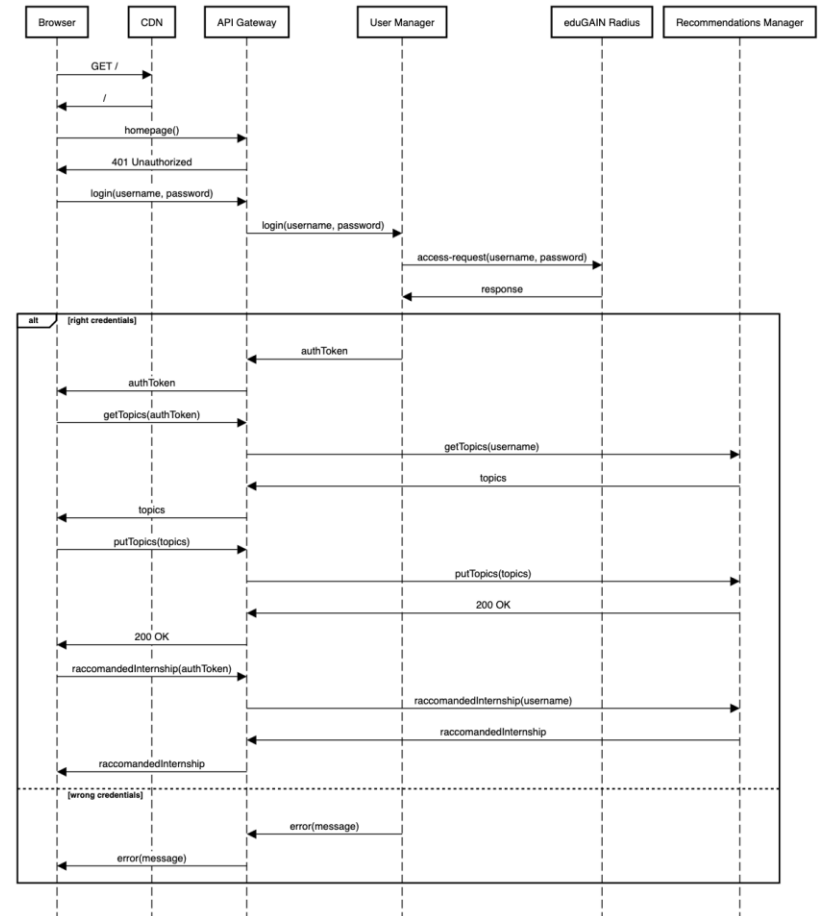 Browser
CDN
API Gateway
User Manager
eduGAIN Radius
Recommendations Manager
GET /
/
homepage()
401 Unauthorized
login(username, password)
login(username, password)
access-request(username, password)
response
alt
[right credentials]
authToken
authToken
getTopics(authToken)
getTopics(username)
topics
topics
putTopics(topics)
putTopics(topics)
200 OK
200 OK
raccomandedInternship(authToken)
raccomandedInternship(username)
raccomandedInternship
raccomandedInternship
[wrong credentials]
error(message)
error(message)